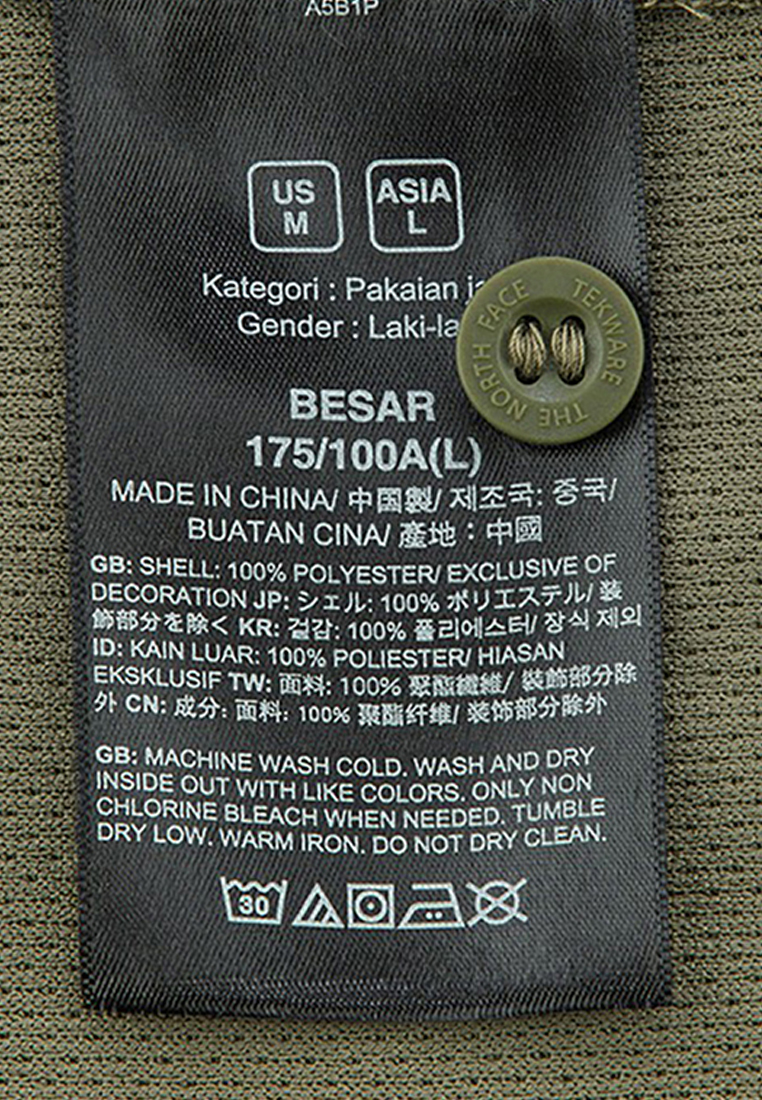 A5B1P
US
M
ASIA
L
Kategori : Pakaian
Gender :
THE NORTH FACE TEKWARE
BESAR
175/100A(L)
MADE IN CHINA/ 中国製/ 제조국: 중국/
BUATAN CINA/ 產地：中國
GB: SHELL: 100% POLYESTER/ EXCLUSIVE OF
DECORATION JP: シェル: 100% ポリエステル/ 装
飾部分を除く KR: 겉감: 100% 폴리에스터/ 장식 제외
ID: KAIN LUAR: 100% POLIESTER/ HIASAN
EKSKLUSIF TW: 面料: 100% 聚酯纖維/ 裝飾部分除
外 CN: 成分: 面料: 100% 聚酯纤维/ 装饰部分除外
GB: MACHINE WASH COLD. WASH AND DRY
INSIDE OUT WITH LIKE COLORS. ONLY NON
CHLORINE BLEACH WHEN NEEDED. TUMBLE
DRY LOW. WARM IRON. DO NOT DRY CLEAN.
30